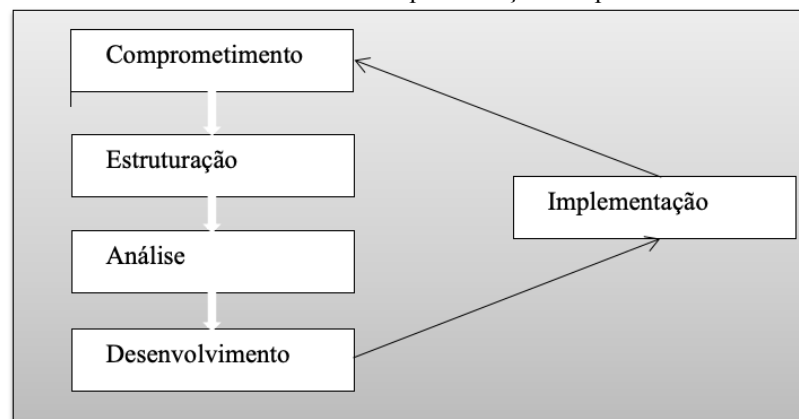 Comprometimento
Estruturação
Implementação
Análise
Desenvolvimento